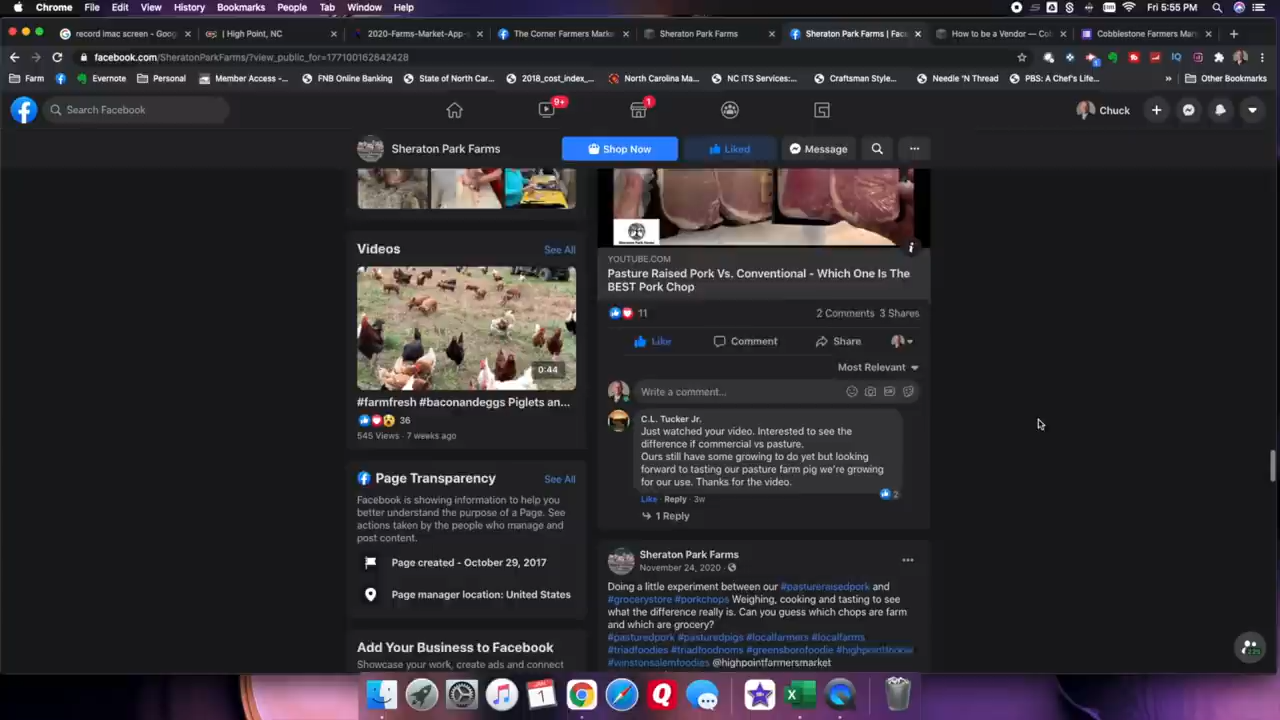 Chrome File Edit View History Bookmarks People Tab Window Help Fri 5:55 PM
record imac screen - Goog
| High Point, NC
2020-Farms-Market-App
The Corner Farmers Mark
Sheraton Park Farms
Sheraton Park Farms | Fac
How to be a Vendor — Co
Cobblestone Farmers Mar
facebook.com/SheratonParkFarms/?view_public_for=1771001628424​28
Farm
Evernote
Personal
Member Access -...
FNB Online Banking
State of North Car...
2018_cost_index_...
North Carolina Ma...
NC ITS Services:...
Craftsman Style...
Needle 'N Thread
PBS: A Chef's Life...
Other Bookmarks
Search Facebook
9+
1
Chuck
Sheraton Park Farms
Shop Now
Liked
Message
Videos
See All
0:44
#farmfresh #baconandeggs Piglets an...
36
545 Views · 7 weeks ago
Page Transparency
See All
Facebook is showing information to help you
better understand the purpose of a Page. See
actions taken by the people who manage and
post content.
Page created - October 29, 2017
Page manager location: United States
Add Your Business to Facebook
Showcase your work, create ads and connect
Sheraton Park Farms
YOUTUBE.COM
Pasture Raised Pork Vs. Conventional - Which One Is The
BEST Pork Chop
11
2 Comments 3 Shares
Like
Comment
Share
Most Relevant
Write a comment...
C.L. Tucker Jr.
Just watched your video. Interested to see the
difference if commercial vs pasture.
Ours still have some growing to do yet but looking
forward to tasting our pasture farm pig we're growing
for our use. Thanks for the video.
2
Like · Reply · 3w
1 Reply
Sheraton Park Farms
November 24, 2020
Doing a little experiment between our #pastureraisedpork and
#grocerystore #porkchops Weighing, cooking and tasting to see
what the difference really is. Can you guess which chops are farm
and which are grocery?
#pasturedpork #pasturedpigs #localfarmers #localfarms
#triadfoodies #triadfoodnoms #greensborofoodie #highpointfoodie
#winstonsalemfoodies @highpointfarmersmarket
JAN
1